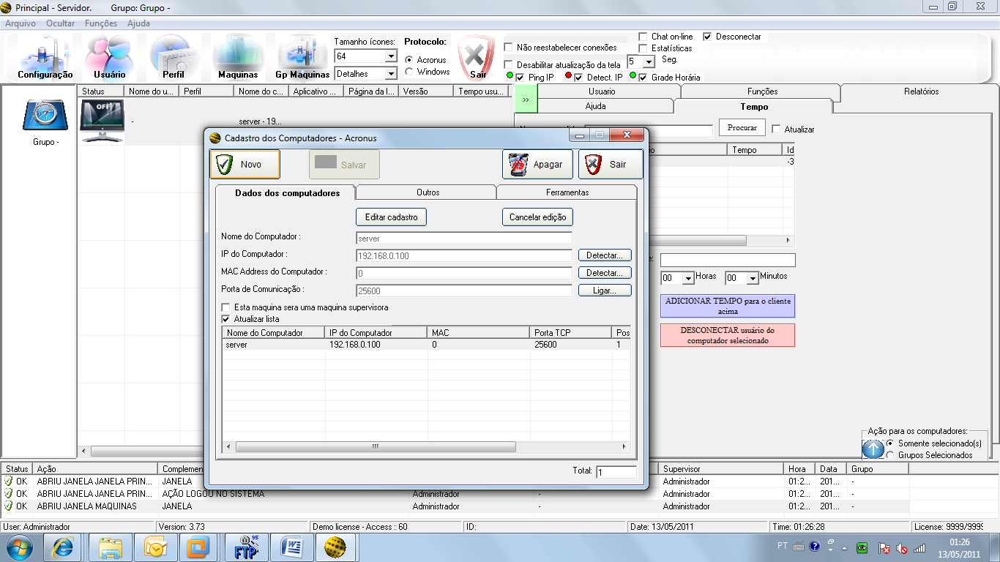 Principal - Servidor. Grupo: Grupo -
Arquivo Ocultar Funções Ajuda
Configuração Usuário Perfil Maquinas Gp Maquinas
Tamanho ícones:
64
Detalhes
Protocolo:
Acronus
Windows
Sair
Não reestabelecer conexões
Desabilitar atualização da tela
Ping IP Detect. IP Grade Horária
Chat on-line Desconectar
Estatísticas
5 Seg.
Grupo -
Status Nome do u... Perfil Nome do c... Aplicativo ... Página da I... Versão Tempo usu...
OFF
- server - 19...
>>
Usuario Funções Relatórios
Ajuda Tempo
Procurar Atualizar
Tempo Id
-3
00 Horas 00 Minutos
ADICIONAR TEMPO para o cliente
acima
DESCONECTAR usuário do
computador selecionado
Ação para os computadores:
Somente selecionado(s)
Grupos Selecionados
Cadastro dos Computadores - Acronus
Novo Salvar Apagar Sair
Dados dos computadores Outros Ferramentas
Editar cadastro Cancelar edição
Nome do Computador : server
IP do Computador : 192.168.0.100 Detectar...
MAC Address do Computador : 0 Detectar...
Porta de Comunicação : 25600 Ligar...
Esta maquina sera uma maquina supervisora
Atualizar lista
Nome do Computador IP do Computador MAC Porta TCP Pos
server 192.168.0.100 0 25600 1
Total: 1
Status Ação Complemen Supervisor Hora Data Grupo
OK ABRIU JANELA JANELA PRIN... JANELA Administrador 01:2... 201... -
OK ABRIU JANELA JANELA PRIN... AÇÃO LOGOU NO SISTEMA Administrador - Administrador 01:2... 201... -
OK ABRIU JANELA MAQUINAS JANELA Administrador - Administrador 01:2... 201... -
User: Administrador Version: 3.73 Demo license - Access : 60 ID: Date: 13/05/2011 Time: 01:26:28 License: 9999/9999
95
FTP
PT
01:26
13/05/2011